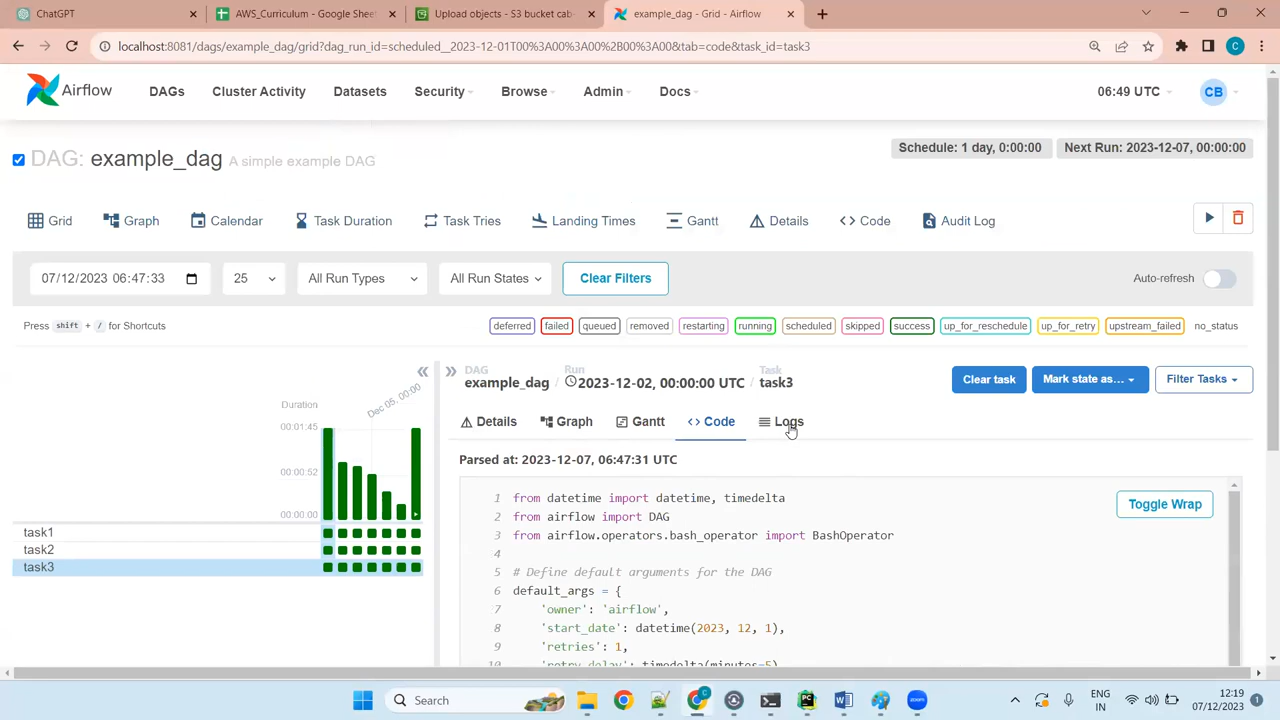 ChatGPT
AWS_Curriculum - Google Sheet
Upload objects - S3 bucket cab
example_dag - Grid - Airflow
localhost:8081/dags/example_dag/grid?dag_run_id=scheduled__2023-12-01T00%3A00%3A00%2B00%3A00&tab=code&task_id=task3
C
Airflow
DAGs
Cluster Activity
Datasets
Security
Browse
Admin
Docs
06:49 UTC
CB
DAG: example_dag A simple example DAG
Schedule: 1 day, 0:00:00
Next Run: 2023-12-07, 00:00:00
Grid
Graph
Calendar
Task Duration
Task Tries
Landing Times
Gantt
Details
<> Code
Audit Log
07/12/2023 06:47:33
25
All Run Types
All Run States
Clear Filters
Auto-refresh
Press shift + / for Shortcuts
deferred
failed
queued
removed
restarting
running
scheduled
skipped
success
up_for_reschedule
up_for_retry
upstream_failed
no_status
Duration
00:01:45
00:00:52
00:00:00
Dec 05, 00:00
task1
task2
task3
DAG
example_dag
/
Run
2023-12-02, 00:00:00 UTC
/
Task
task3
Clear task
Mark state as...
Filter Tasks
Details
Graph
Gantt
<> Code
Logs
Parsed at: 2023-12-07, 06:47:31 UTC
Toggle Wrap
1 from datetime import datetime, timedelta
2 from airflow import DAG
3 from airflow.operators.bash_operator import BashOperator
4
5 # Define default arguments for the DAG
6 default_args = {
7 'owner': 'airflow',
8 'start_date': datetime(2023, 12, 1),
9 'retries': 1,
10 'retry_delay': timedelta(minutes=5)
Search
ENG
IN
12:19
07/12/2023
1